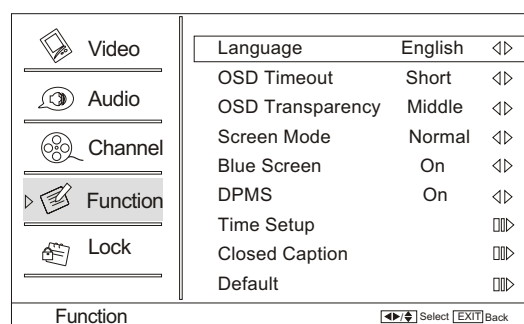 Video
Audio
Channel
Function
Lock
Language English
OSD Timeout Short
OSD Transparency Middle
Screen Mode Normal
Blue Screen On
DPMS On
Time Setup
Closed Caption
Default
Function
Select EXIT Back